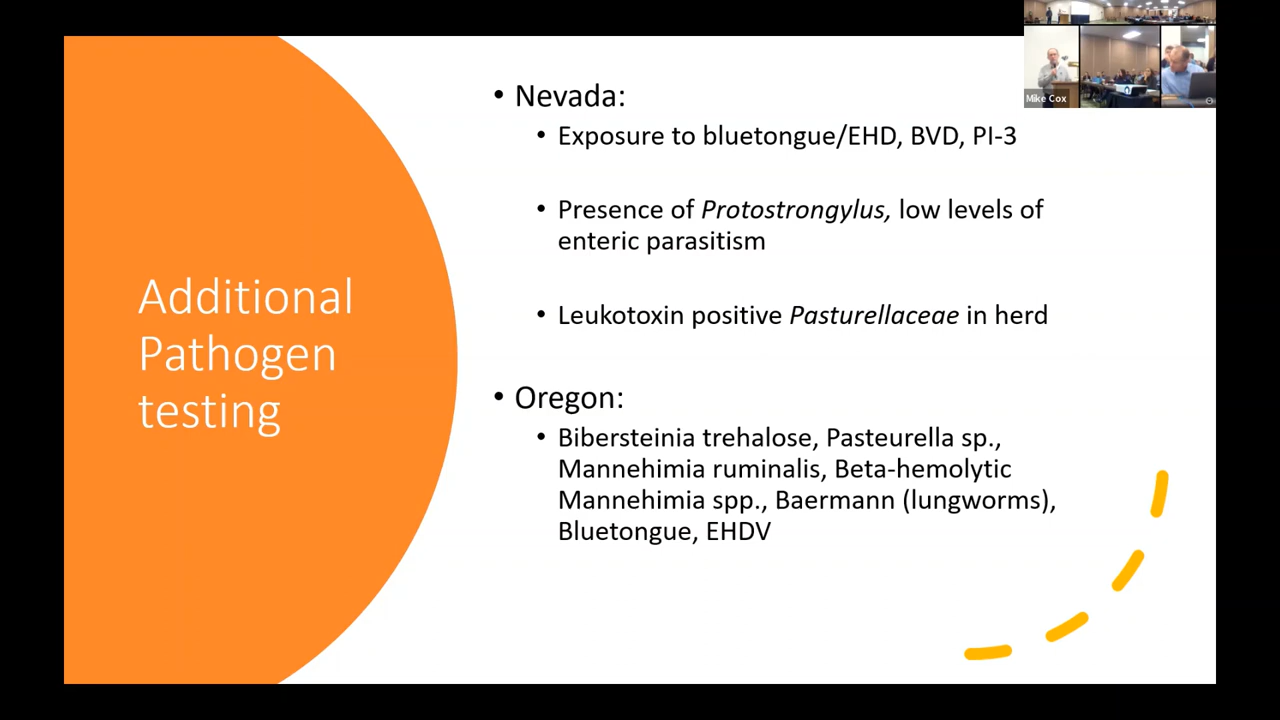 Additional
Pathogen
testing
• Nevada:
• Exposure to bluetongue/EHD, BVD, PI-3
• Presence of Protostrongylus, low levels of
enteric parasitism
• Leukotoxin positive Pasturellaceae in herd
• Oregon:
• Bibersteinia trehalose, Pasteurella sp.,
Mannehimia ruminalis, Beta-hemolytic
Mannehimia spp., Baermann (lungworms),
Bluetongue, EHDV
Mike Cox